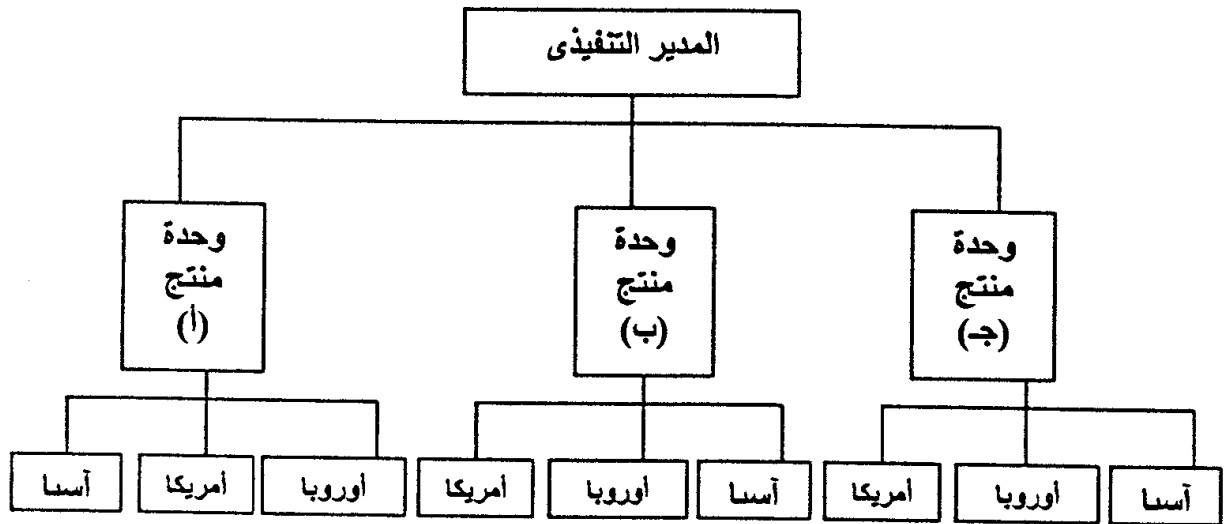 المدير التنفيذى
وحدة
منتج
(جـ)
وحدة
منتج
(ب)
وحدة
منتج
(أ)
آسيا
أوروبا
أمريكا
آسيا
أوروبا
أمريكا
أوروبا
أمريكا
آسيا